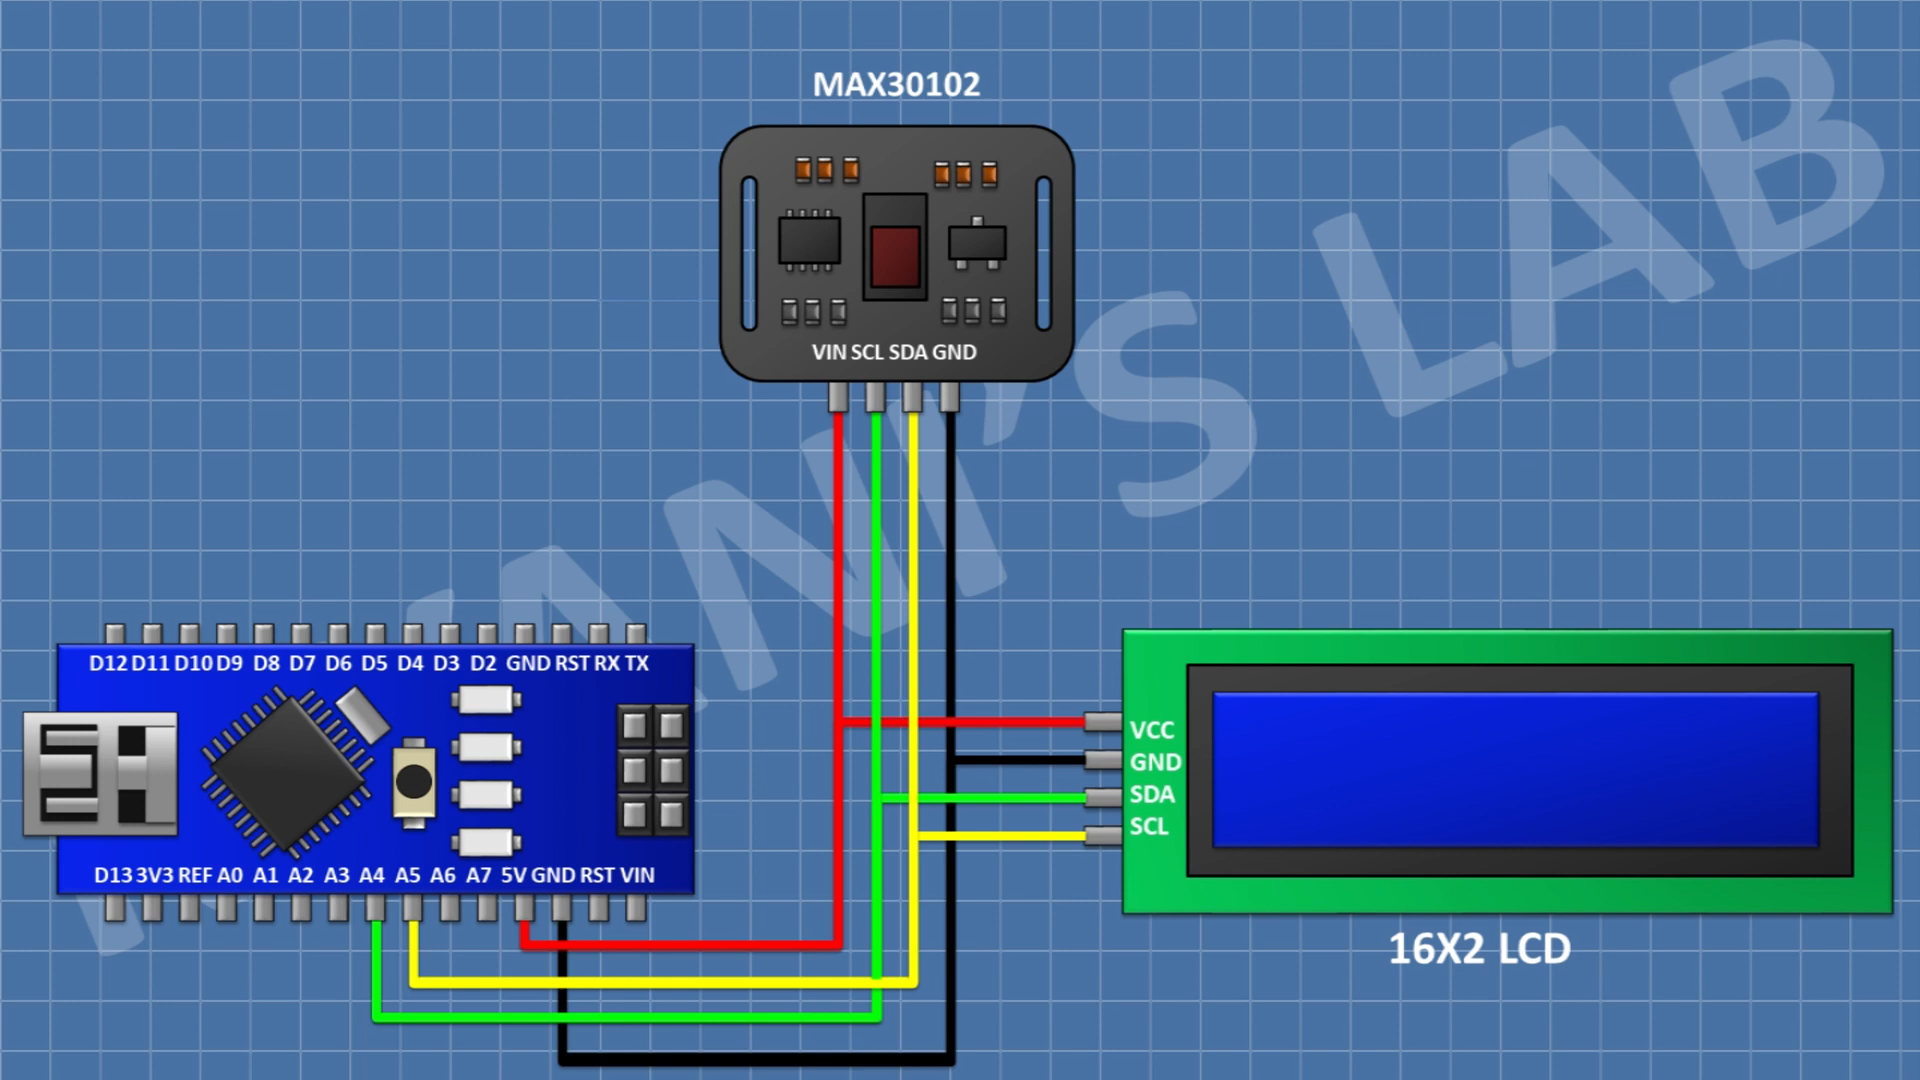 MAX30102
VIN SCL SDA GND
D12 D11 D10 D9 D8 D7 D6 D5 D4 D3 D2 GND RST RX TX
D13 3V3 REF A0 A1 A2 A3 A4 A5 A6 A7 5V GND RST VIN
VCC
GND
SDA
SCL
16X2 LCD
ANI'S LAB